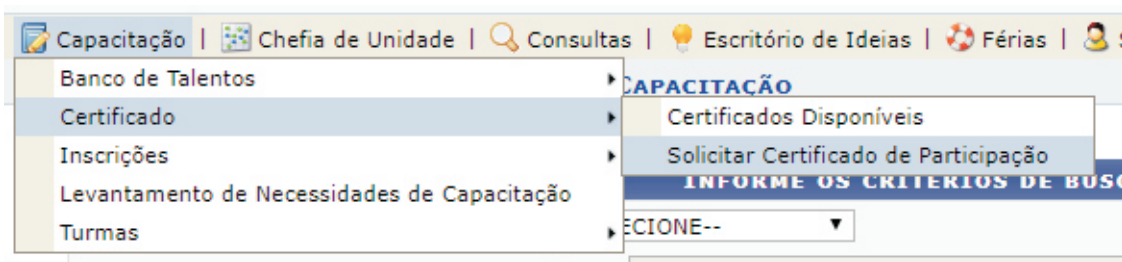 Capacitação | Chefia de Unidade | Consultas | Escritório de Ideias | Férias |
Banco de Talentos
CAPACITAÇÃO
Certificado
Certificados Disponíveis
Inscrições
Solicitar Certificado de Participação
INFORME OS CRITÉRIOS DE BUSC
Levantamento de Necessidades de Capacitação
Turmas
ECIONE--